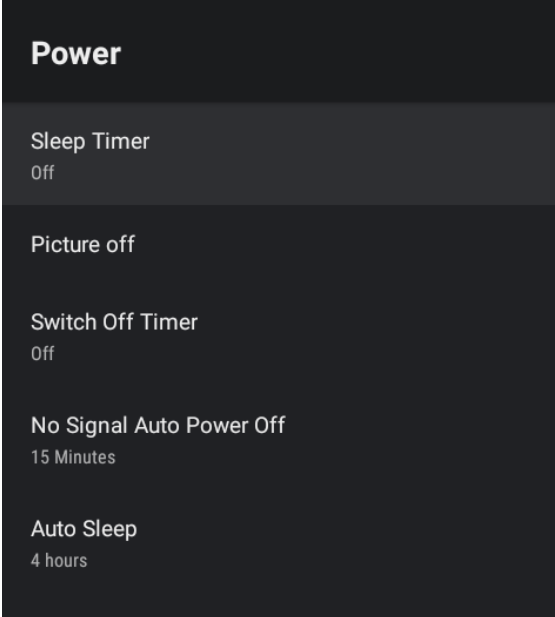 Power
Sleep Timer
Off
Picture off
Switch Off Timer
Off
No Signal Auto Power Off
15 Minutes
Auto Sleep
4 hours